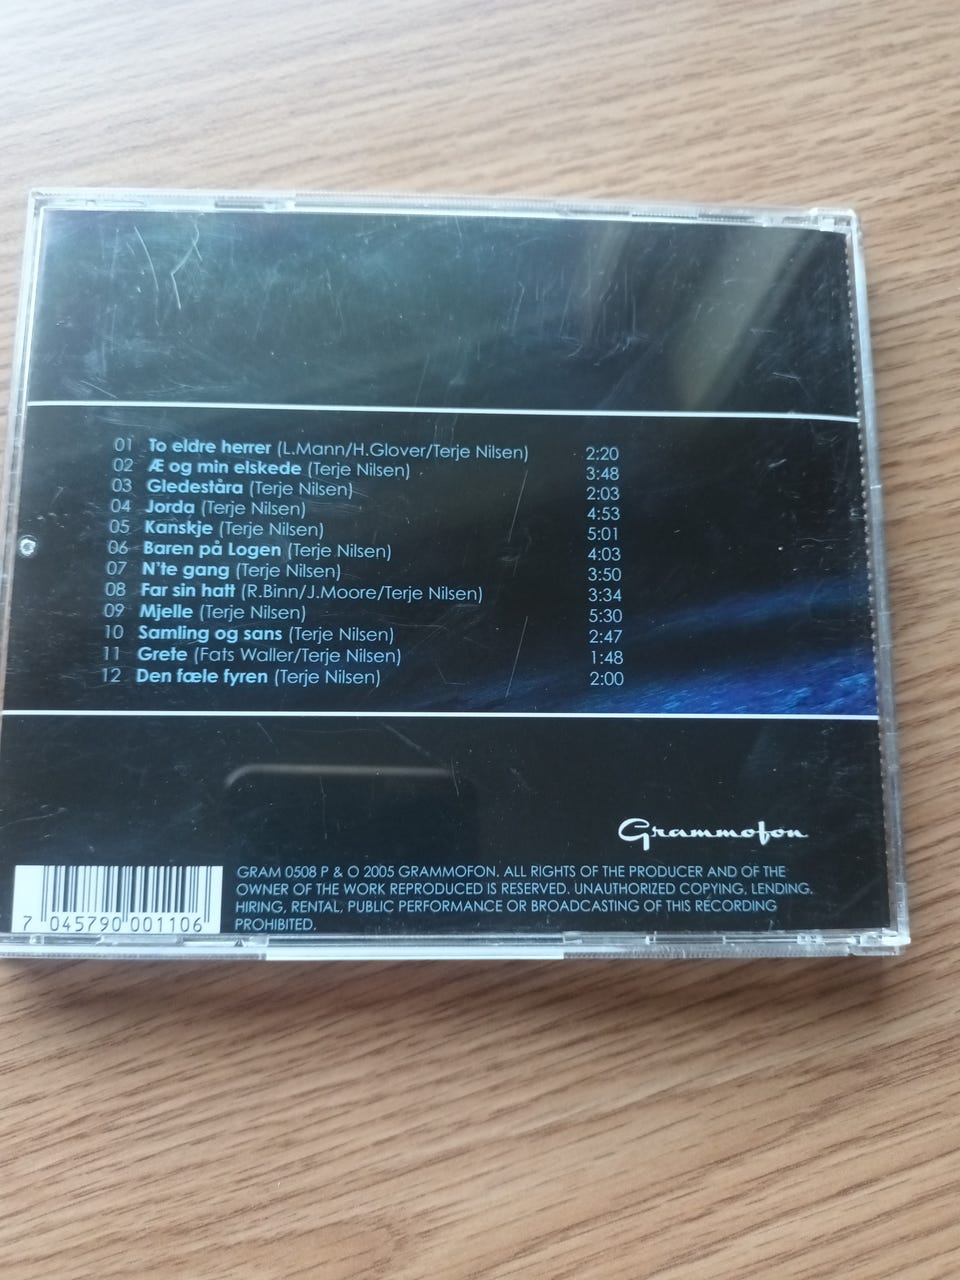 01 To eldre herrer (L.Mann/H.Glover/Terje Nilsen) 2:20
02 Æ og min elskede (Terje Nilsen) 3:48
03 Gledeståra (Terje Nilsen) 2:03
04 Jorda (Terje Nilsen) 4:53
05 Kanskje (Terje Nilsen) 5:01
06 Baren på Logen (Terje Nilsen) 4:03
07 N'te gang (Terje Nilsen) 3:50
08 Far sin hatt (R.Binn/J.Moore/Terje Nilsen) 3:34
09 Mjelle (Terje Nilsen) 5:30
10 Samling og sans (Terje Nilsen) 2:47
11 Grete (Fats Waller/Terje Nilsen) 1:48
12 Den fæle fyren (Terje Nilsen) 2:00
Grammofon
GRAM 0508 P & O 2005 GRAMMOFON. ALL RIGHTS OF THE PRODUCER AND OF THE
OWNER OF THE WORK REPRODUCED IS RESERVED. UNAUTHORIZED COPYING, LENDING.
HIRING, RENTAL, PUBLIC PERFORMANCE OR BROADCASTING OF THIS RECORDING
PROHIBITED.
7 045790 001106